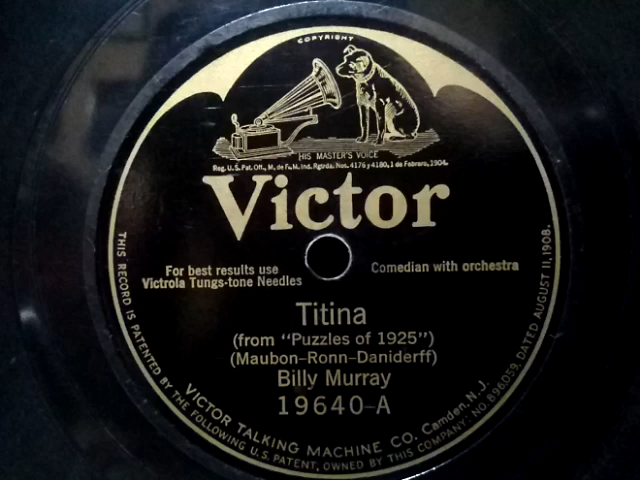 COPYRIGHT
HIS MASTER'S VOICE
Reg. U.S. Pat. Off., M. de F., M. Ind. Rgtrda. Nos. 4176 y 4180, 1 de Febrero, 1904.
Victor
For best results use
Victrola Tungs-tone Needles
Comedian with orchestra
Titina
(from "Puzzles of 1925")
(Maubon-Ronn-Daniderff)
Billy Murray
19640-A
VICTOR TALKING MACHINE CO. Camden, N.J.
THIS RECORD IS PATENTED BY THE FOLLOWING U.S. PATENT, OWNED BY THIS COMPANY: NO. 896059, DATED AUGUST 11, 1908.